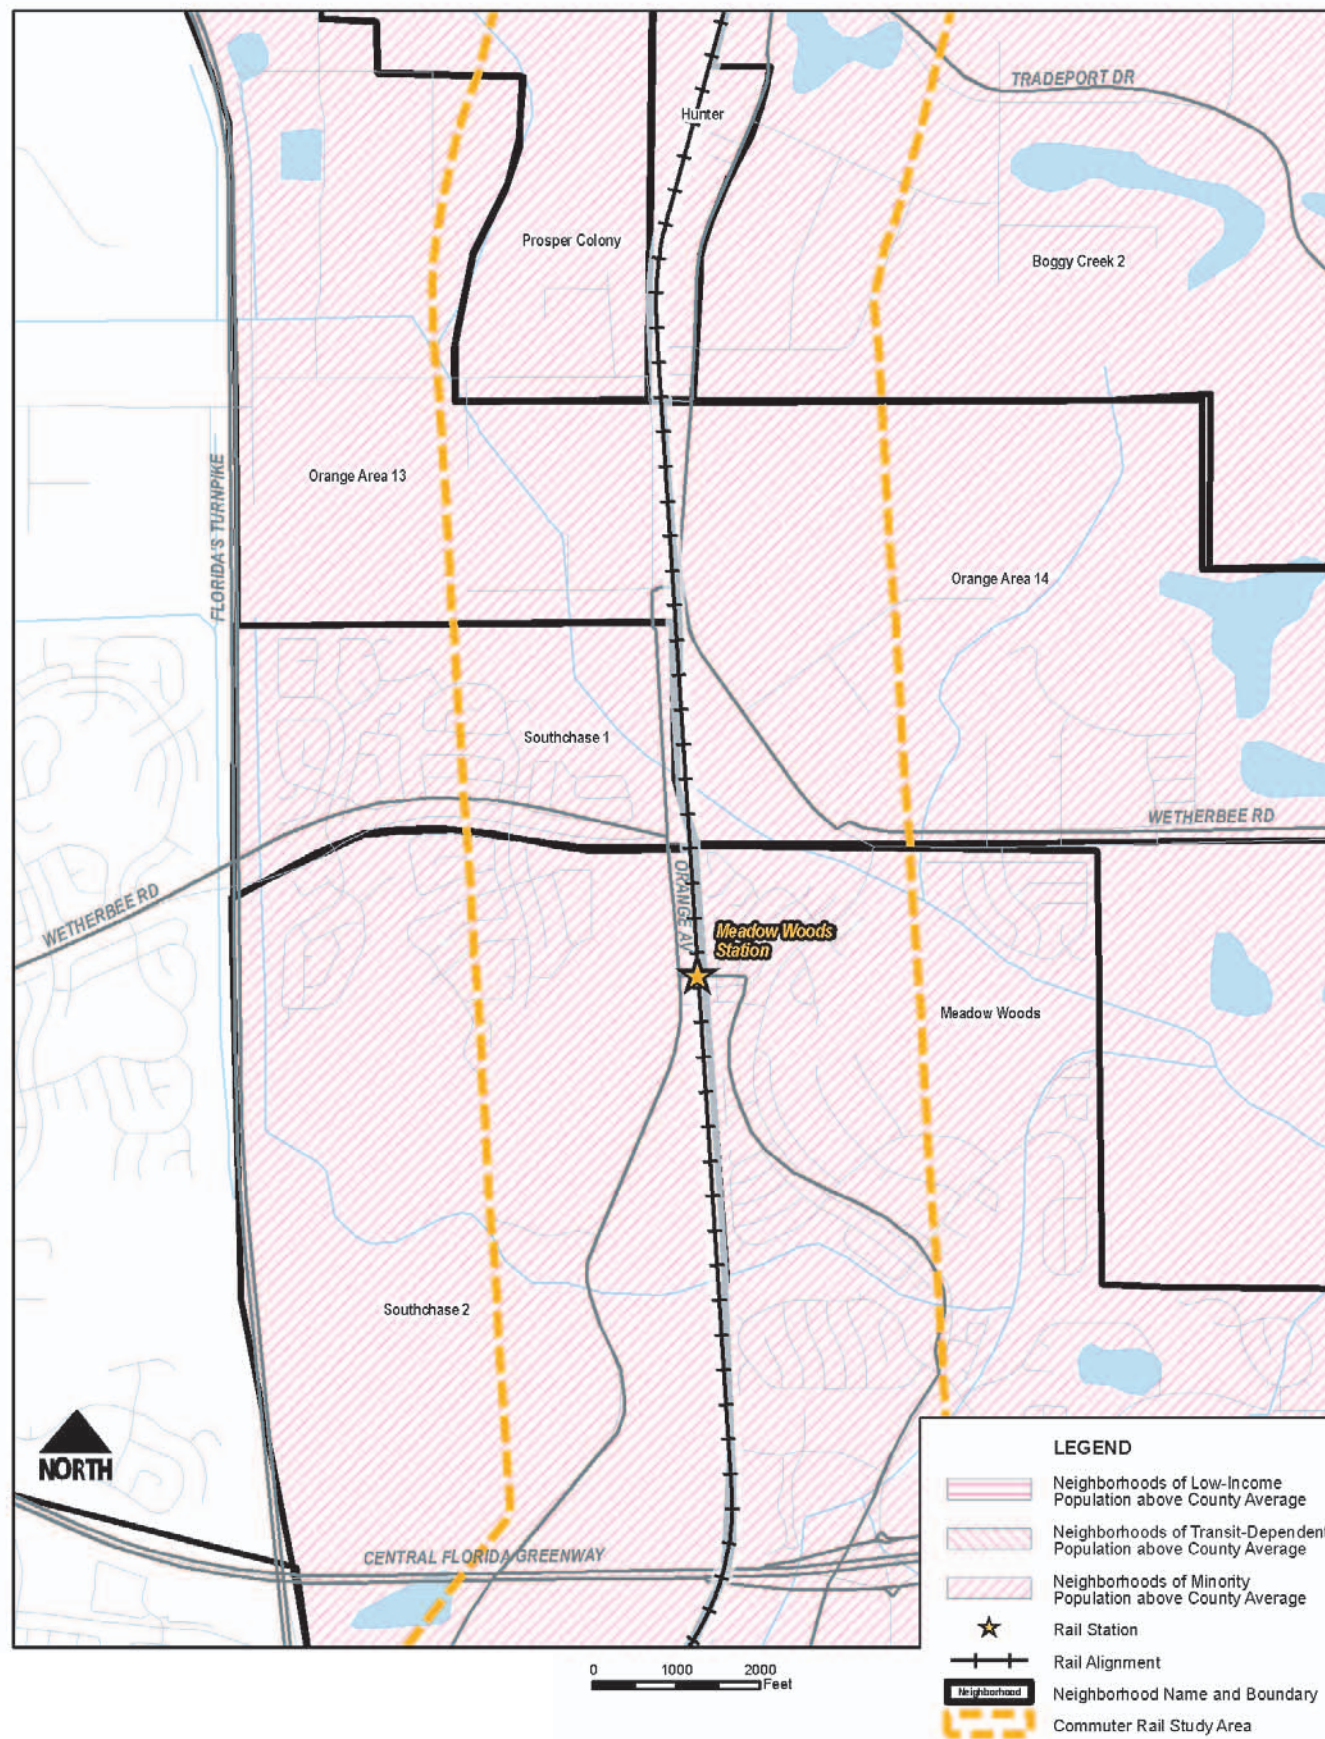 TRADEPORT DR
Hunter
Prosper Colony
Boggy Creek 2
Orange Area 13
FLORIDA'S TURNPIKE
Orange Area 14
Southchase 1
WETHERBEE RD
WETHERBEE RD
ORANGE AV
Meadow Woods
Station
Meadow Woods
Southchase 2
NORTH
CENTRAL FLORIDA GREENWAY
LEGEND
Neighborhoods of Low-Income
Population above County Average
Neighborhoods of Transit-Dependent
Population above County Average
Neighborhoods of Minority
Population above County Average
Rail Station
Rail Alignment
Neighborhood
Neighborhood Name and Boundary
Commuter Rail Study Area
0 1000 2000
Feet